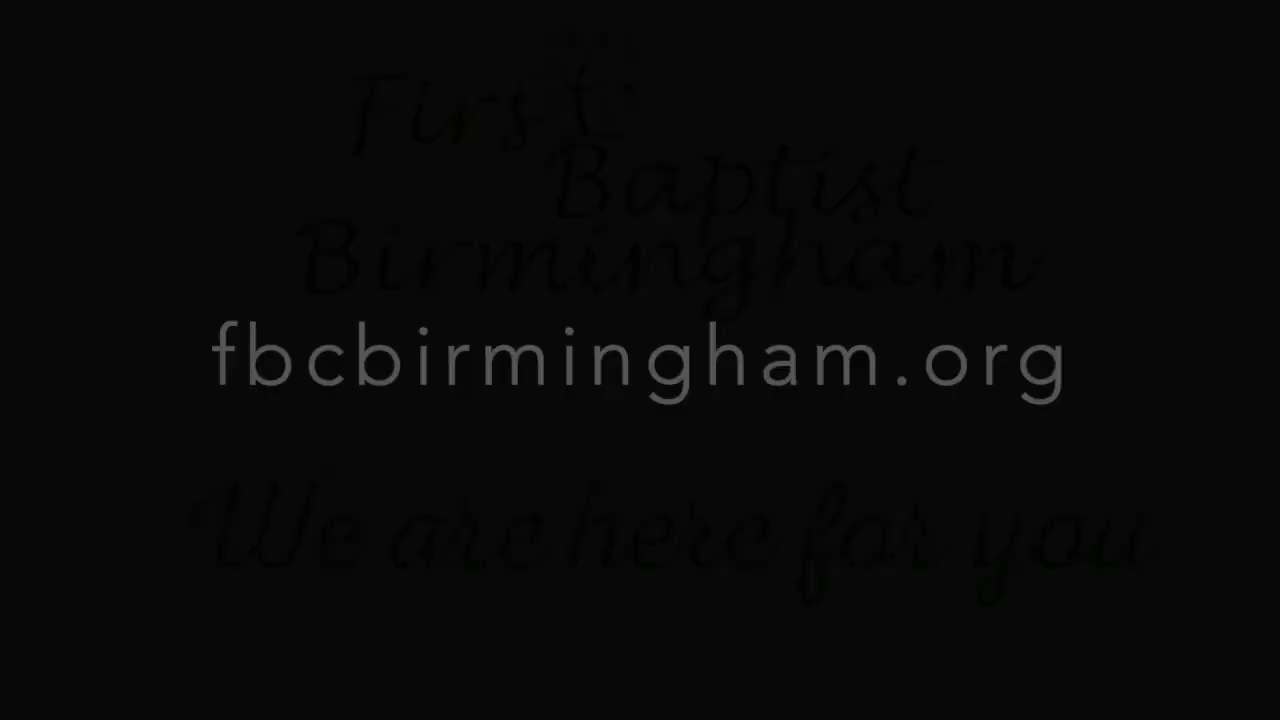 First
Baptist
Birmingham
fbcbirmingham.org
We are here for you